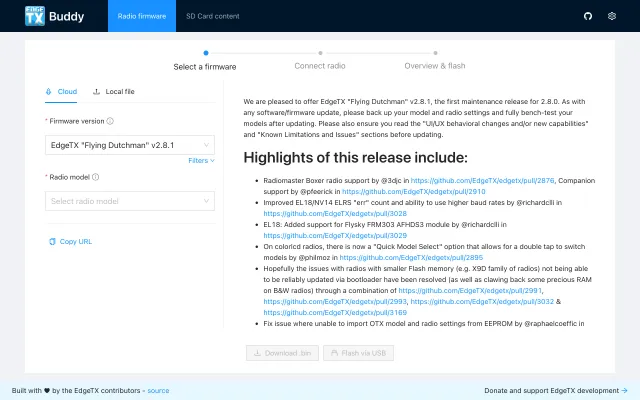 EDGE
TX
Buddy
Radio firmware
SD Card content
Select a firmware
Connect radio
Overview & flash
Cloud
Local file
* Firmware version
EdgeTX "Flying Dutchman" v2.8.1
Filters
* Radio model
Select radio model
Copy URL
We are pleased to offer EdgeTX "Flying Dutchman" v2.8.1, the first maintenance release for 2.8.0. As with
any software/firmware update, please back up your model and radio settings and fully bench-test your
models after updating. Please also ensure you read the "UI/UX behavioral changes and/or new capabilities"
and "Known Limitations and Issues" sections before updating.
Highlights of this release include:
• Radiomaster Boxer radio support by @3djc in https://github.com/EdgeTX/edgetx/pull/2876, Companion
support by @pfeerick in https://github.com/EdgeTX/edgetx/pull/2910
• Improved EL18/NV14 ELRS "err" count and ability to use higher baud rates by @richardclli in
https://github.com/EdgeTX/edgetx/pull/3028
• EL18: Added support for Flysky FRM303 AFHDS3 module by @richardclli in
https://github.com/EdgeTX/edgetx/pull/3029
• On colorlcd radios, there is now a "Quick Model Select" option that allows for a double tap to switch
models by @philmoz in https://github.com/EdgeTX/edgetx/pull/2895
• Hopefully the issues with radios with smaller Flash memory (e.g. X9D family of radios) not being able
to be reliably updated via bootloader have been resolved (as well as clawing back some precious RAM
on B&W radios) through a combination of https://github.com/EdgeTX/edgetx/pull/2991,
https://github.com/EdgeTX/edgetx/pull/2993, https://github.com/EdgeTX/edgetx/pull/3032 &
https://github.com/EdgeTX/edgetx/pull/3169
• Fix issue where unable to import OTX model and radio settings from EEPROM by @raphaelcoeffic in
Download .bin
Flash via USB
Built with ♥ by the EdgeTX contributors - source
Donate and support EdgeTX development →